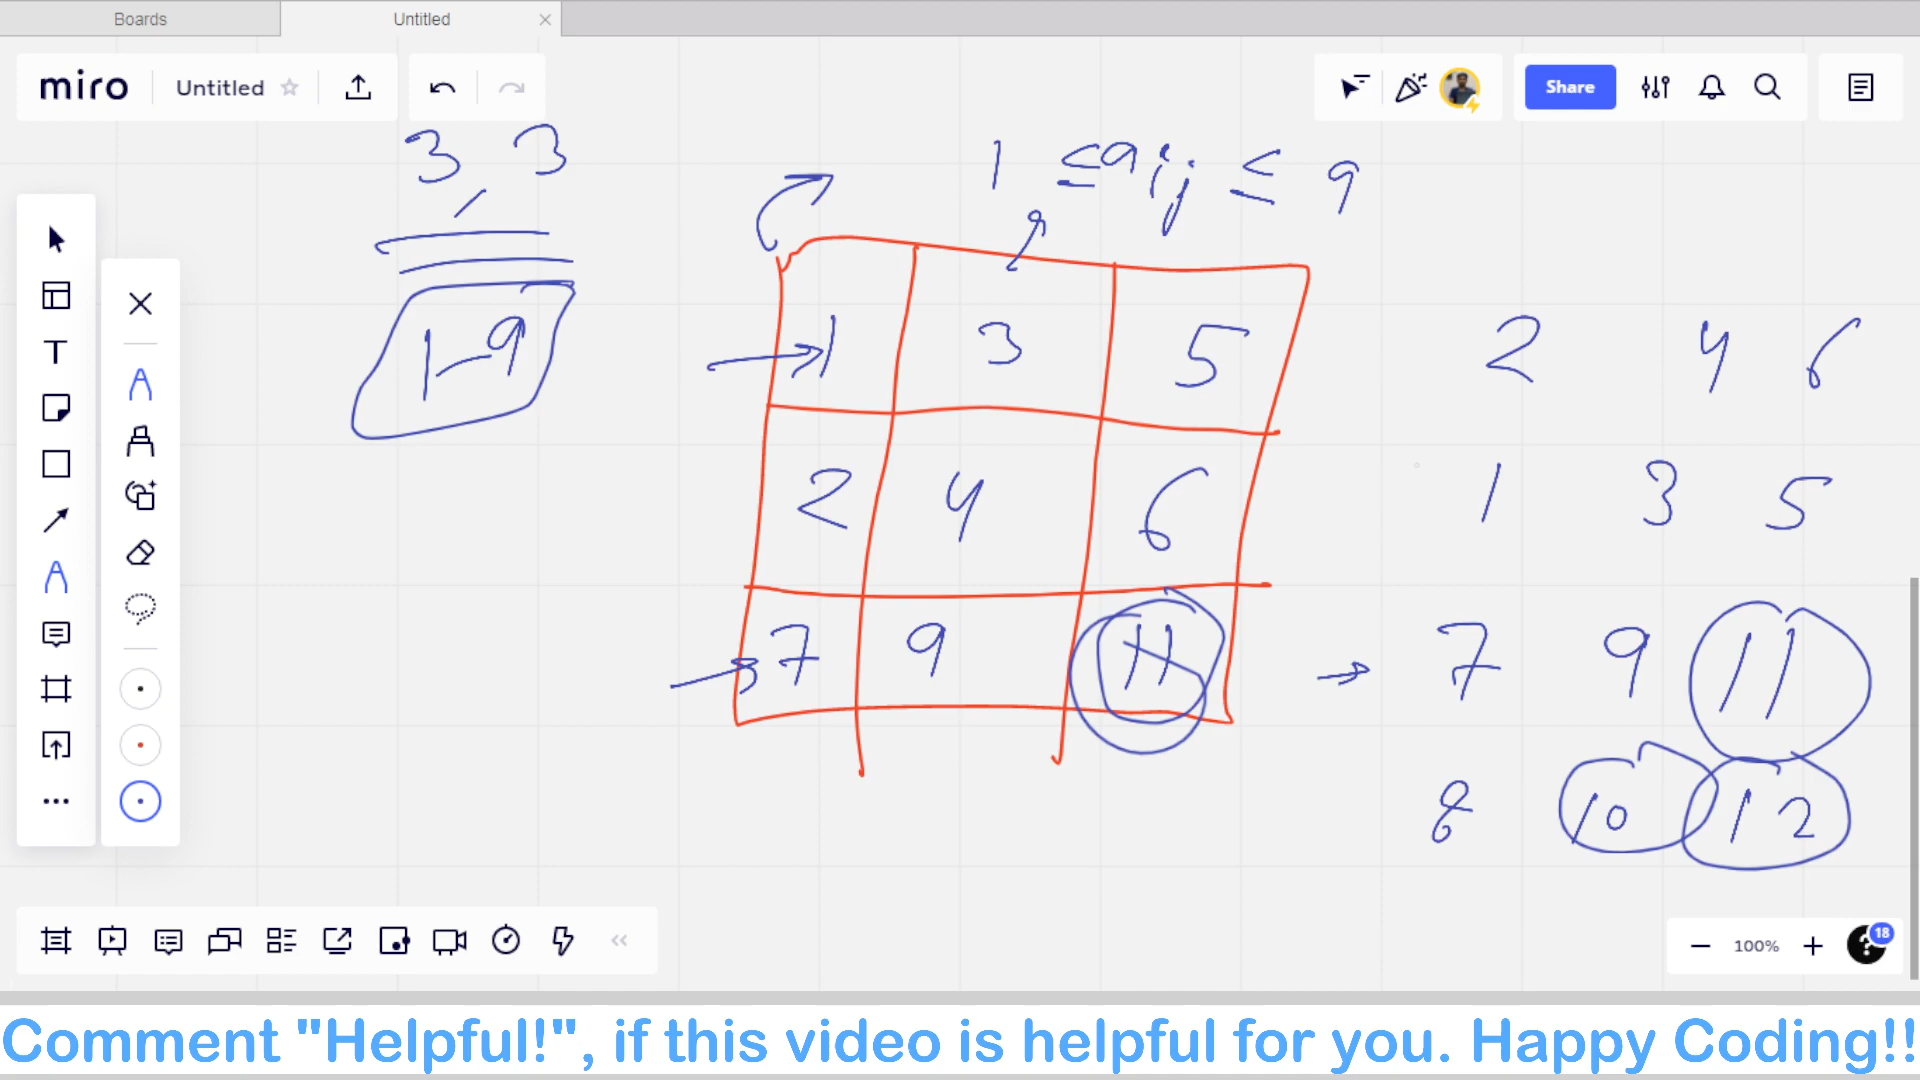 Boards Untitled
miro Untitled Share
3, 3
1 ≤ aij ≤ 9
1-9
1 3 5
2 4 6
2 4 6
1 3 5
7 9 11
7 9 11
8 10 12
T
100% 18
Comment "Helpful!", if this video is helpful for you. Happy Coding!!